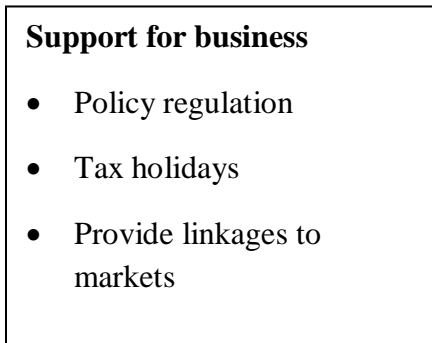 Support for business
• Policy regulation
• Tax holidays
• Provide linkages to
markets